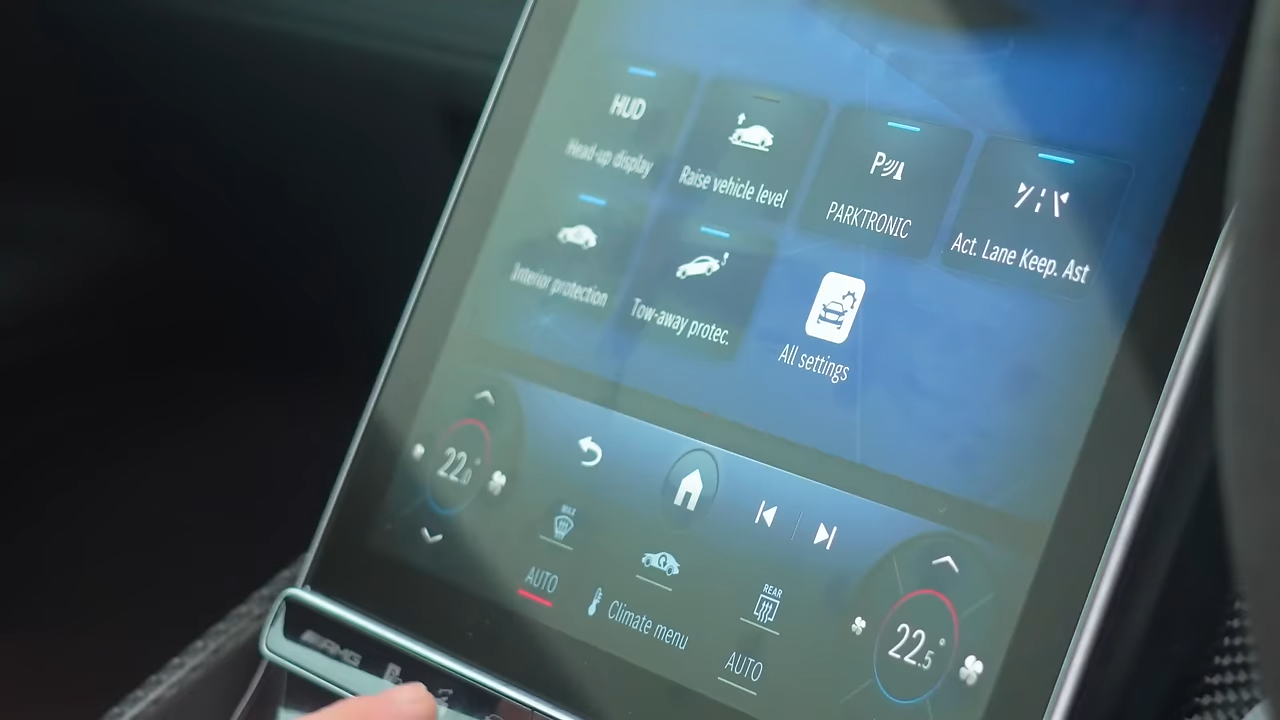 HUD
Head-up display
Raise vehicle level
PARKTRONIC
Act. Lane Keep. Ast
Interior protection
Tow-away protec.
All settings
22.0°
MAX
AUTO
Climate menu
REAR
AUTO
22.5°
AMG